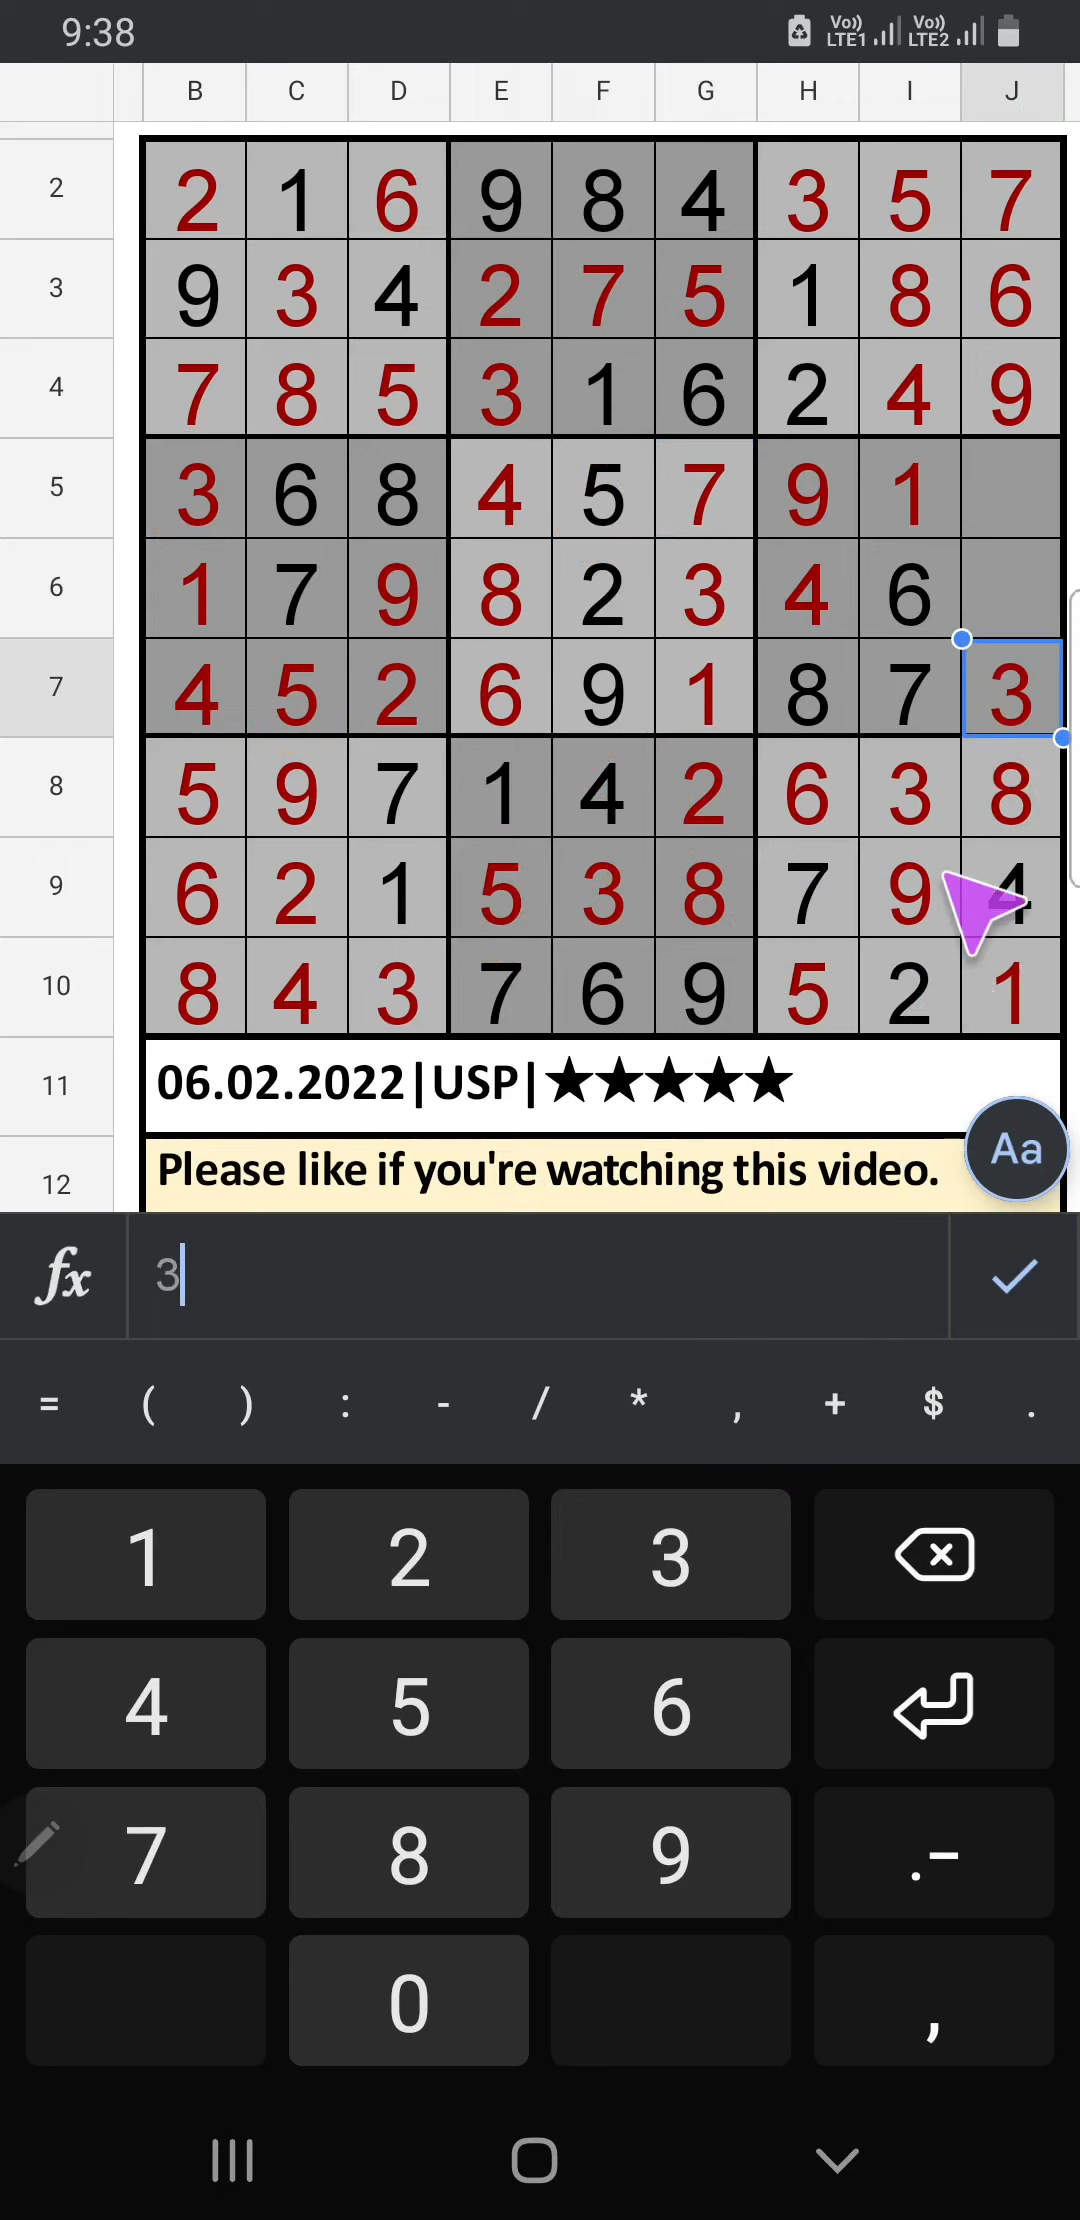 9:38 Vo)) LTE1 Vo)) LTE2
B C D E F G H I J
2 2 1 6 9 8 4 3 5 7
3 9 3 4 2 7 5 1 8 6
4 7 8 5 3 1 6 2 4 9
5 3 6 8 4 5 7 9 1
6 1 7 9 8 2 3 4 6
7 4 5 2 6 9 1 8 7 3
8 5 9 7 1 4 2 6 3 8
9 6 2 1 5 3 8 7 9 4
10 8 4 3 7 6 9 5 2 1
11 06.02.2022|USP|★★★★★
Aa
12 Please like if you're watching this video.
fx 3
= ( ) : - / * , + $ .
1 2 3
4 5 6
7 8 9 .-
0 ,